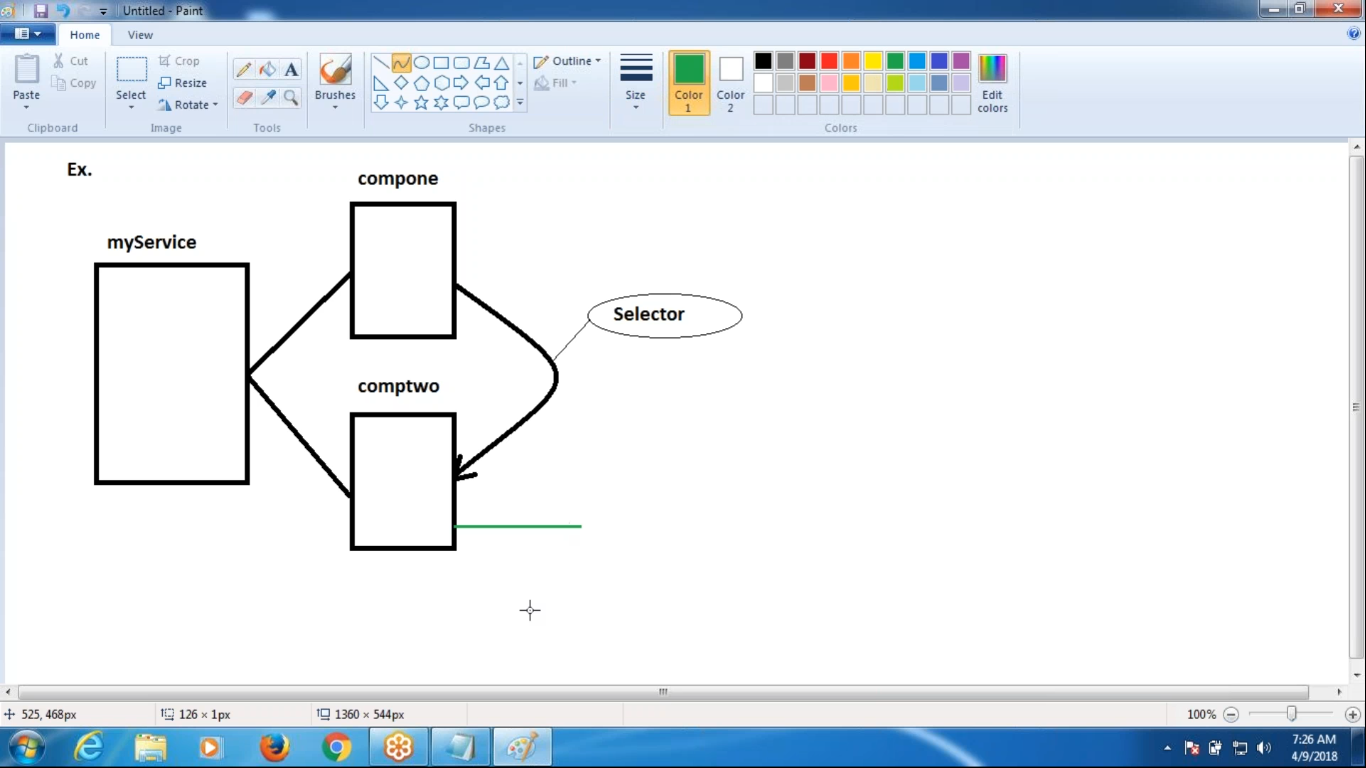 Untitled - Paint
Home View
Paste
Cut
Copy
Clipboard
Select
Crop
Resize
Rotate
Image
Tools
Brushes
Shapes
Outline
Fill
Size
Color
1
Color
2
Edit
colors
Colors
Ex.
compone
myService
Selector
comptwo
525, 468px
126 × 1px
1360 × 544px
100%
7:26 AM
4/9/2018